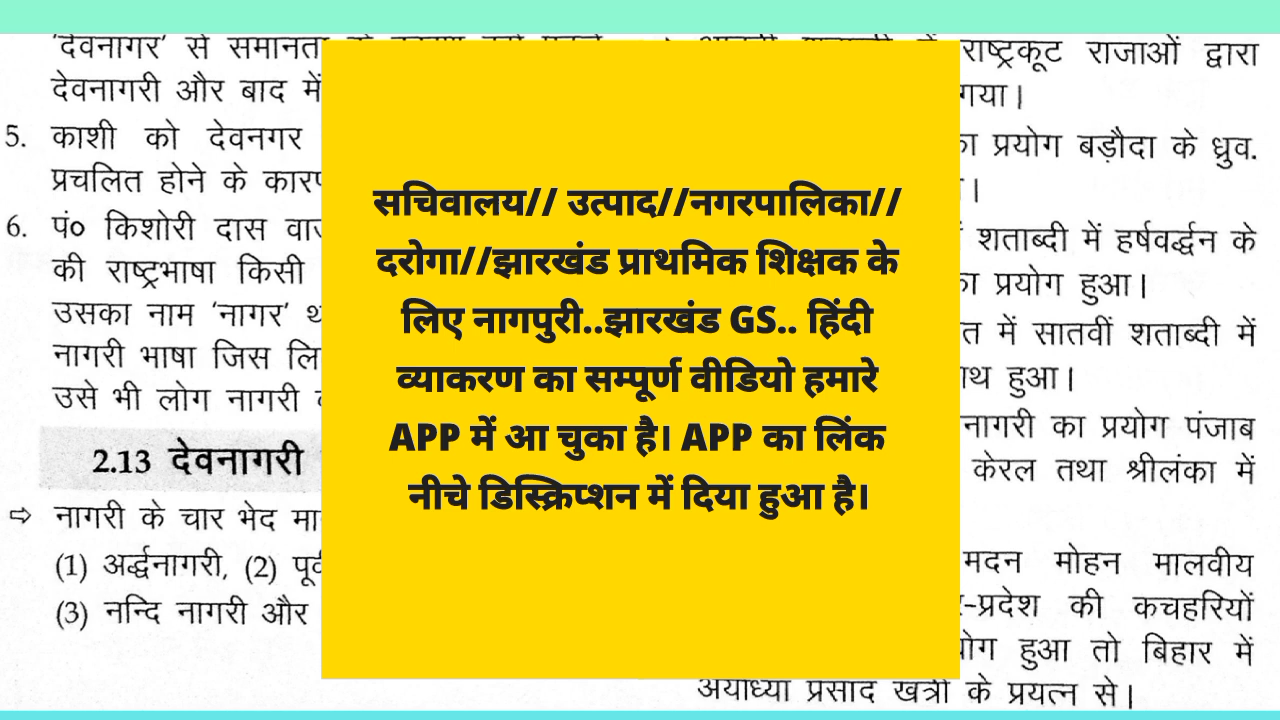 'देवनागर' से समानता
देवनागरी और बाद में
5. काशी को देवनगर
प्रचलित होने के
6. पं० किशोरी दास
की राष्ट्रभाषा किसी
उसका नाम 'नागर'
नागरी भाषा जिस
उसे भी लोग नागरी
2.13 देवनागरी
⇨ नागरी के चार भेद
(1) अर्द्धनागरी, (2)
(3) नन्दि नागरी और
सचिवालय// उत्पाद//नगरपालिका//
दरोगा//झारखंड प्राथमिक शिक्षक के
लिए नागपुरी..झारखंड GS.. हिंदी
व्याकरण का सम्पूर्ण वीडियो हमारे
APP में आ चुका है। APP का लिंक
नीचे डिस्क्रिप्शन में दिया हुआ है।
राष्ट्रकूट राजाओं द्वारा
गया।
प्रयोग बड़ौदा के ध्रुव.
शताब्दी में हर्षवर्द्धन के
प्रयोग हुआ।
में सातवीं शताब्दी में
हुआ।
नागरी का प्रयोग पंजाब
केरल तथा श्रीलंका में
मदन मोहन मालवीय
-प्रदेश की कचहरियों
हुआ तो बिहार में
अयोध्या प्रसाद खत्री के प्रयत्न से।